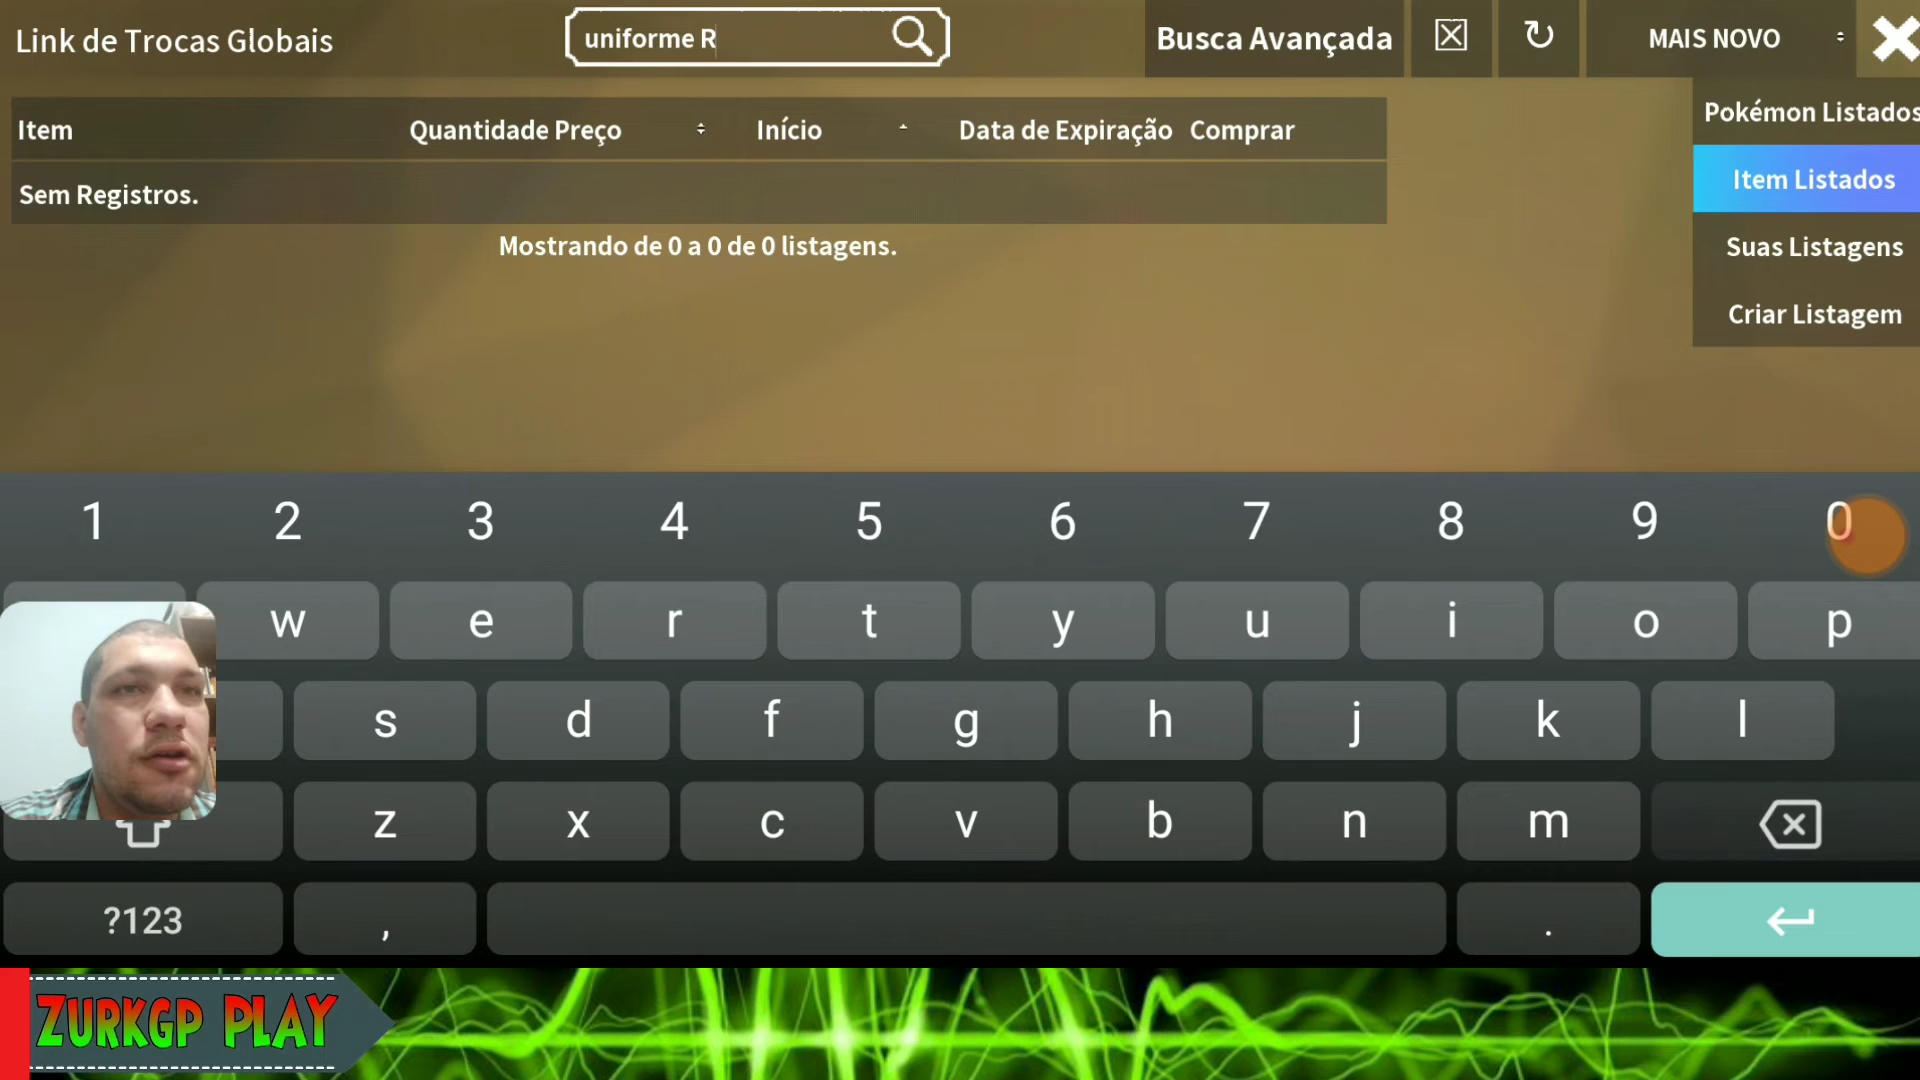 Link de Trocas Globais
uniforme R
Busca Avançada
MAIS NOVO
Item Quantidade Preço Início Data de Expiração Comprar
Sem Registros.
Mostrando de 0 a 0 de 0 listagens.
Pokémon Listados
Item Listados
Suas Listagens
Criar Listagem
1 2 3 4 5 6 7 8 9 0
w e r t y u i o p
s d f g h j k l
z x c v b n m
?123 , .
ZURKGP PLAY